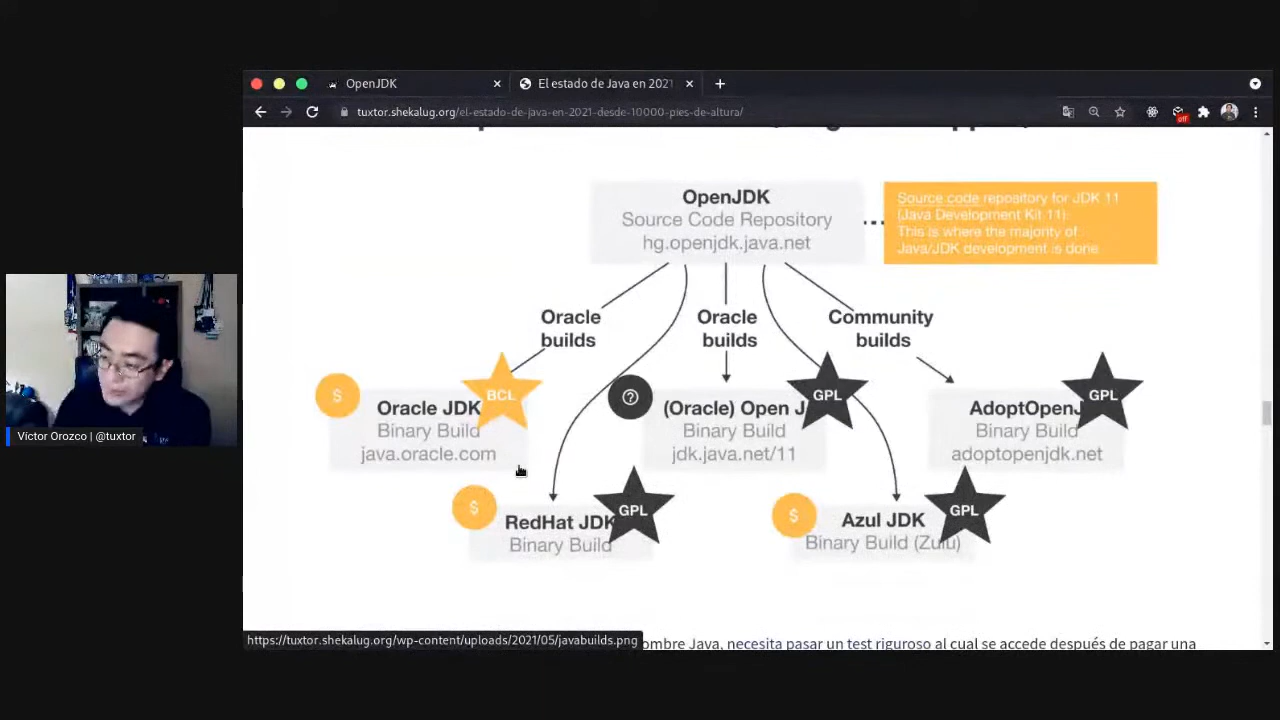 OpenJDK
El estado de Java en 2021
tuxtor.shekalug.org/el-estado-de-java-en-2021-desde-10000-pies-de-altura/
off
OpenJDK
Source Code Repository
hg.openjdk.java.net
Source code repository for JDK 11
(Java Development Kit 11).
This is where the majority of
Java/JDK development is done.
Oracle
builds
Oracle
builds
Community
builds
$
Oracle JDK
BCL
Binary Build
java.oracle.com
?
(Oracle) Open J
GPL
Binary Build
jdk.java.net/11
AdoptOpenJ
GPL
Binary Build
adoptopenjdk.net
$
RedHat JDK
GPL
Binary Build
$
Azul JDK
GPL
Binary Build (Zulu)
Víctor Orozco | @tuxtor
https://tuxtor.shekalug.org/wp-content/uploads/2021/05/javabuilds.png
ombre Java, necesita pasar un test riguroso al cual se accede después de pagar una